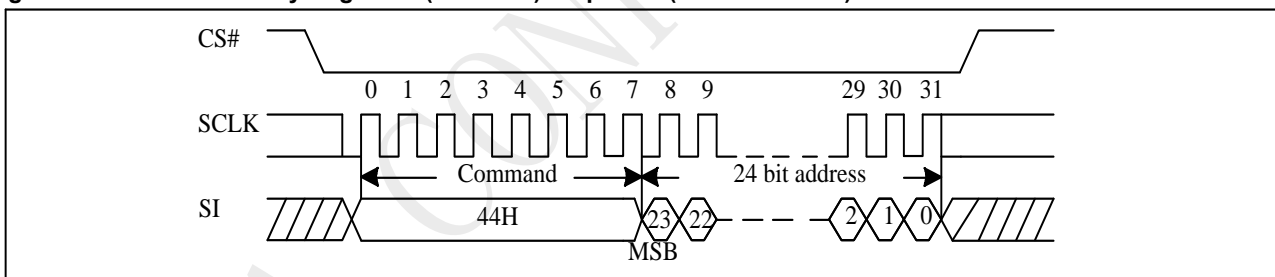 CS#
0 1 2 3 4 5 6 7 8 9 29 30 31
SCLK
Command 24 bit address
SI 44H 23 22 2 1 0
MSB